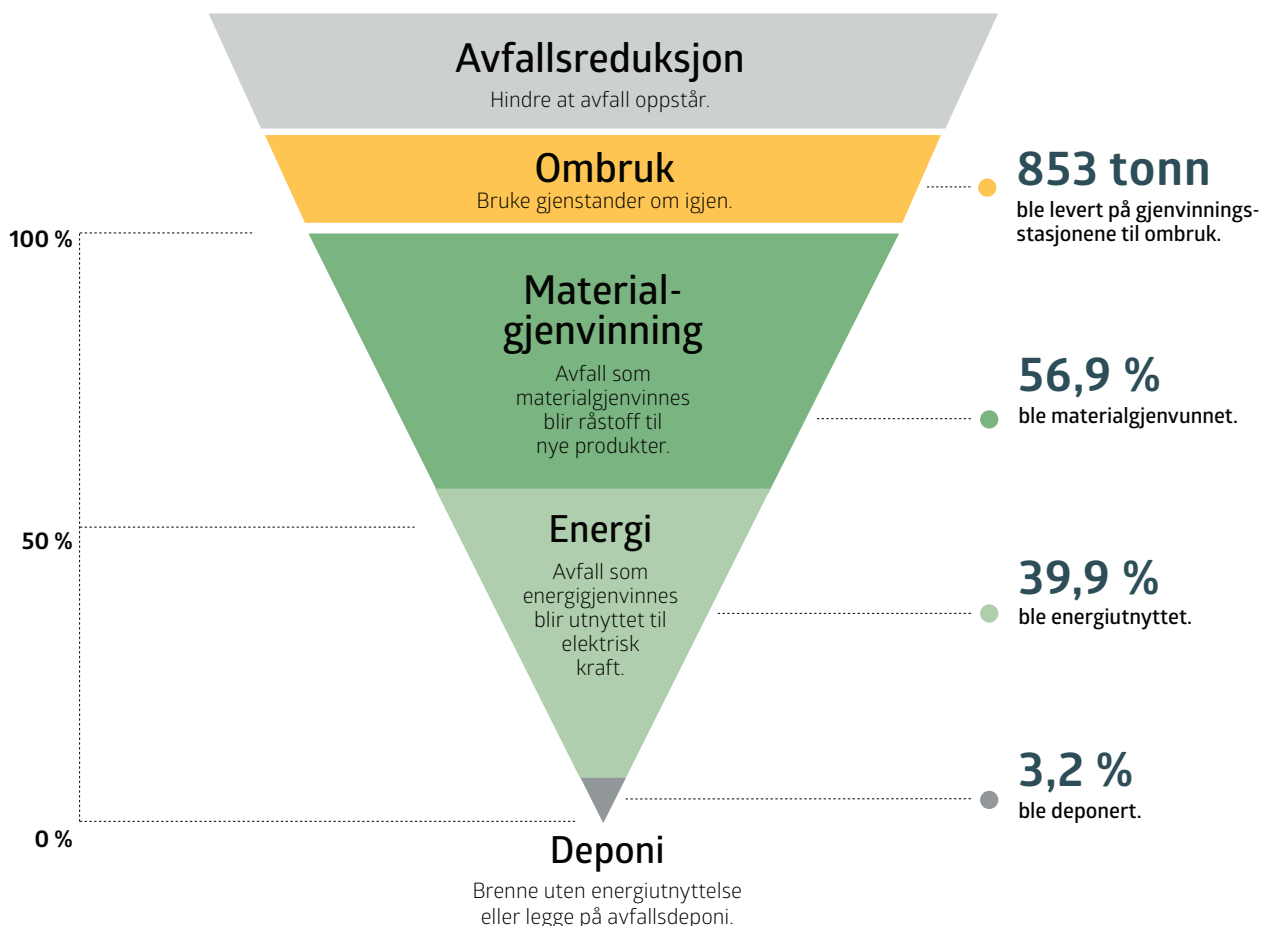 Avfallsreduksjon
Hindre at avfall oppstår.
Ombruk
Bruke gjenstander om igjen.
853 tonn
ble levert på gjenvinnings-
stasjonene til ombruk.
100 %
Material-
gjenvinning
Avfall som
materialgjenvinnes
blir råstoff til
nye produkter.
56,9 %
ble materialgjenvunnet.
50 %
Energi
Avfall som
energigjenvinnes
blir utnyttet til
elektrisk
kraft.
39,9 %
ble energiutnyttet.
3,2 %
ble deponert.
0 %
Deponi
Brenne uten energiutnyttelse
eller legge på avfallsdeponi.